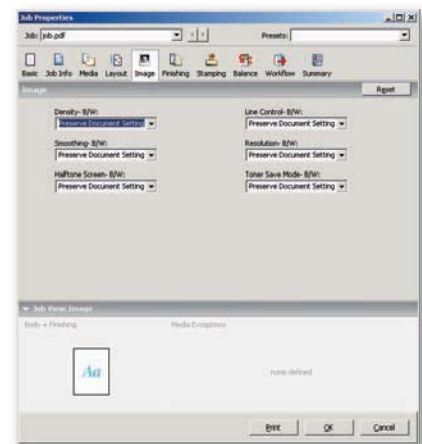 Job Properties
Job: job.pdf Presets:
Basic Job Info Media Layout Image Finishing Stamping Balance Workflow Summary
Image Reset
Density- B/W: Line Control- B/W:
Preserve Document Setting Preserve Document Setting
Smoothing- B/W: Resolution- B/W:
Preserve Document Setting Preserve Document Setting
Halftone Screen- B/W: Toner Save Mode- B/W:
Preserve Document Setting Preserve Document Setting
Job View: Image
Body + Finishing Media Exceptions
Aa none defined
Print OK Cancel